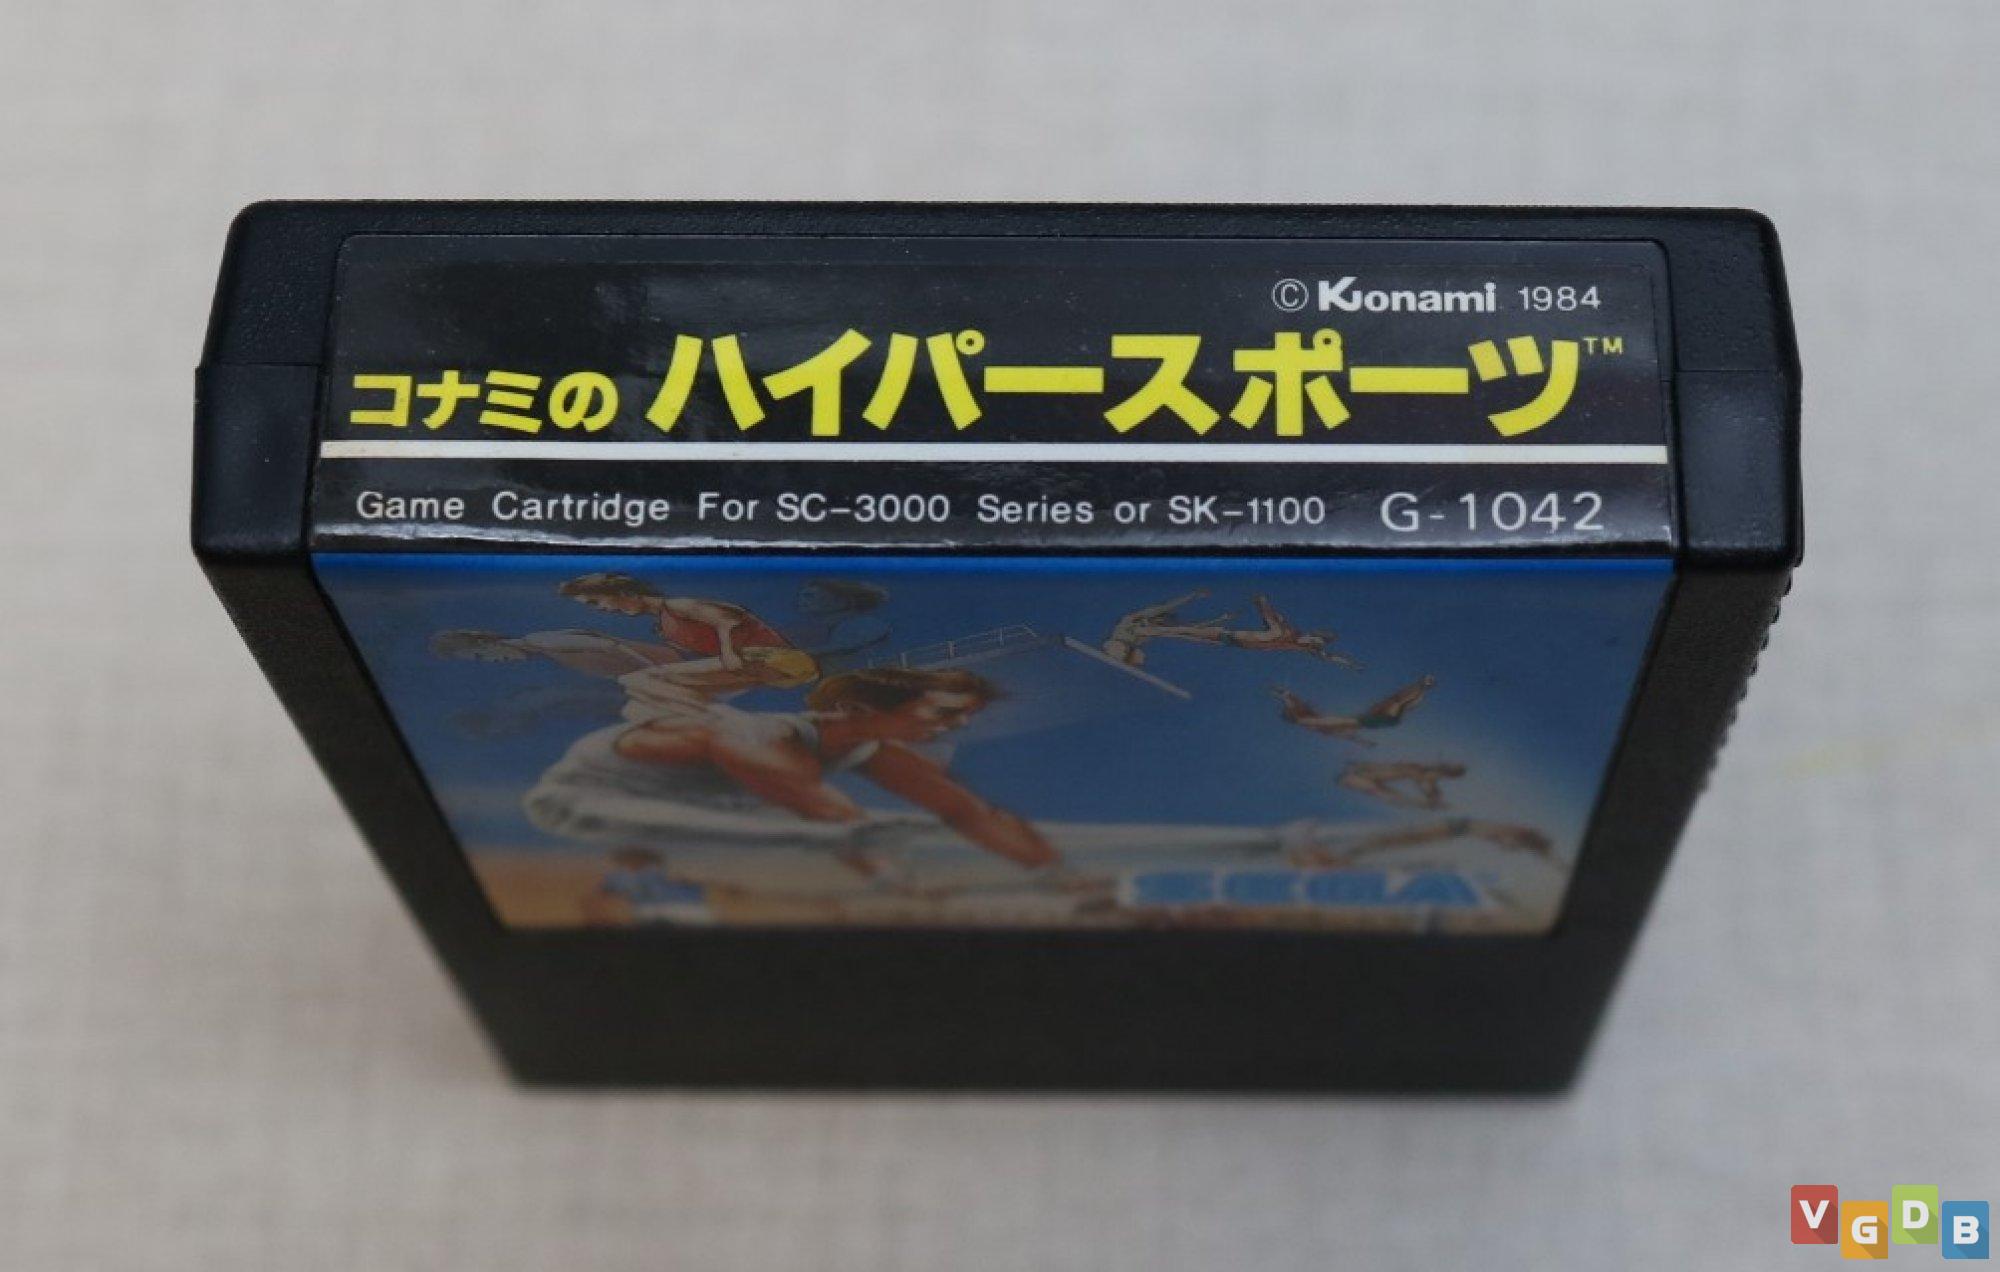 © Konami 1984
コナミの ハイパースポーツ™
Game Cartridge For SC-3000 Series or SK-1100 G-1042
SEGA
VGDB